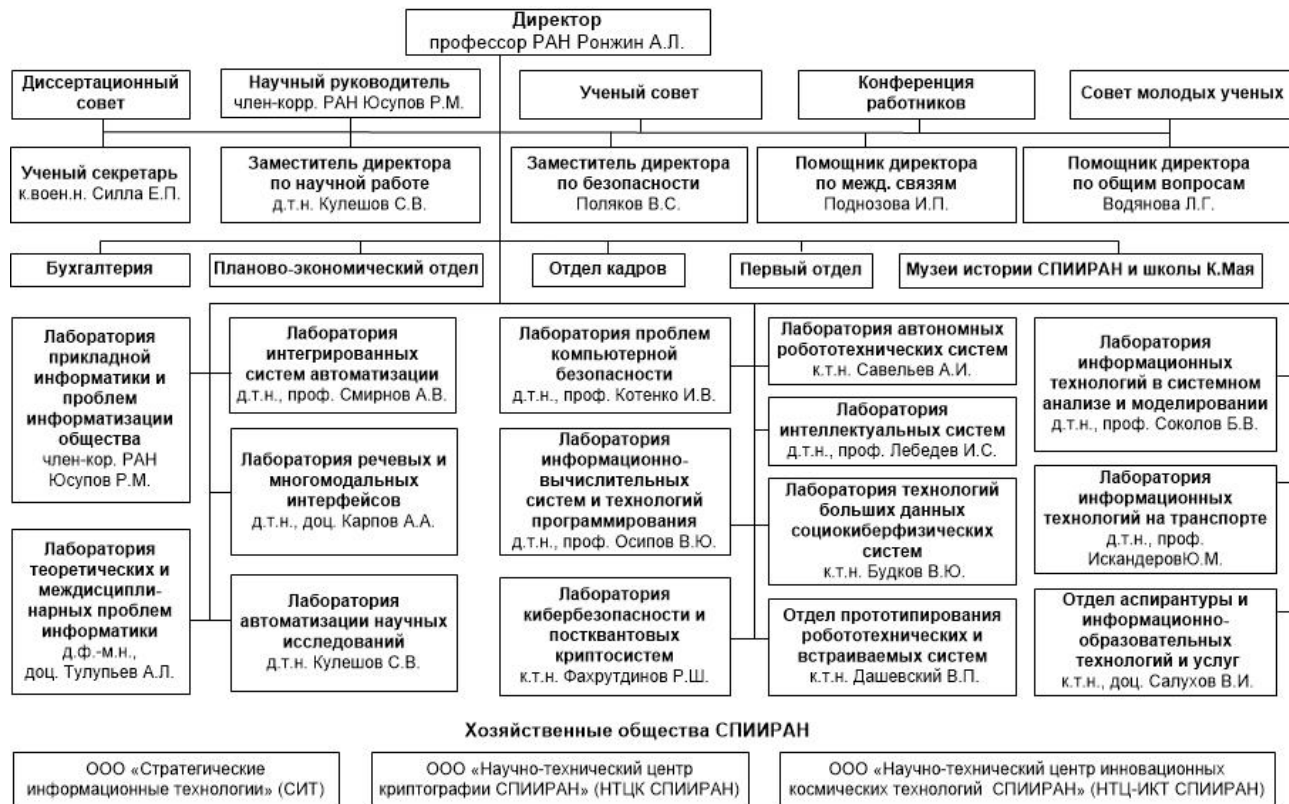 Директор
профессор РАН Ронжин А.Л.
Диссертационный
совет
Научный руководитель
член-корр. РАН Юсупов Р.М.
Ученый совет
Конференция
работников
Совет молодых ученых
Ученый секретарь
к.воен.н. Силла Е.П.
Заместитель директора
по научной работе
д.т.н. Кулешов С.В.
Заместитель директора
по безопасности
Поляков В.С.
Помощник директора
по межд. связям
Поднозова И.П.
Помощник директора
по общим вопросам
Водянова Л.Г.
Бухгалтерия
Планово-экономический отдел
Отдел кадров
Первый отдел
Музеи истории СПИИРАН и школы К.Мая
Лаборатория
прикладной
информатики и
проблем
информатизации
общества
член-кор. РАН
Юсупов Р.М.
Лаборатория
интегрированных
систем автоматизации
д.т.н., проф. Смирнов А.В.
Лаборатория проблем
компьютерной
безопасности
д.т.н., проф. Котенко И.В.
Лаборатория автономных
робототехнических систем
к.т.н. Савельев А.И.
Лаборатория
информационных
технологий в системном
анализе и моделировании
д.т.н., проф. Соколов Б.В.
Лаборатория речевых и
многомодальных
интерфейсов
д.т.н., доц. Карпов А.А.
Лаборатория
информационно-
вычислительных
систем и технологий
программирования
д.т.н., проф. Осипов В.Ю.
Лаборатория
интеллектуальных систем
д.т.н., проф. Лебедев И.С.
Лаборатория технологий
больших данных
социокиберфизических
систем
к.т.н. Будков В.Ю.
Лаборатория
информационных
технологий на транспорте
д.т.н., проф.
ИскандеровЮ.М.
Лаборатория
теоретических и
междисципли-
нарных проблем
информатики
д.ф.-м.н.,
доц. Тулупьев А.Л.
Лаборатория
автоматизации научных
исследований
д.т.н. Кулешов С.В.
Лаборатория
кибербезопасности и
постквантовых
криптосистем
к.т.н. Фахрутдинов Р.Ш.
Отдел прототипирования
робототехнических и
встраиваемых систем
к.т.н. Дашевский В.П.
Отдел аспирантуры и
информационно-
образовательных
технологий и услуг
к.т.н., доц. Салухов В.И.
Хозяйственные общества СПИИРАН
ООО «Стратегические
информационные технологии» (СИТ)
ООО «Научно-технический центр
криптографии СПИИРАН» (НТЦК СПИИРАН)
ООО «Научно-технический центр инновационных
космических технологий СПИИРАН» (НТЦ-ИКТ СПИИРАН)